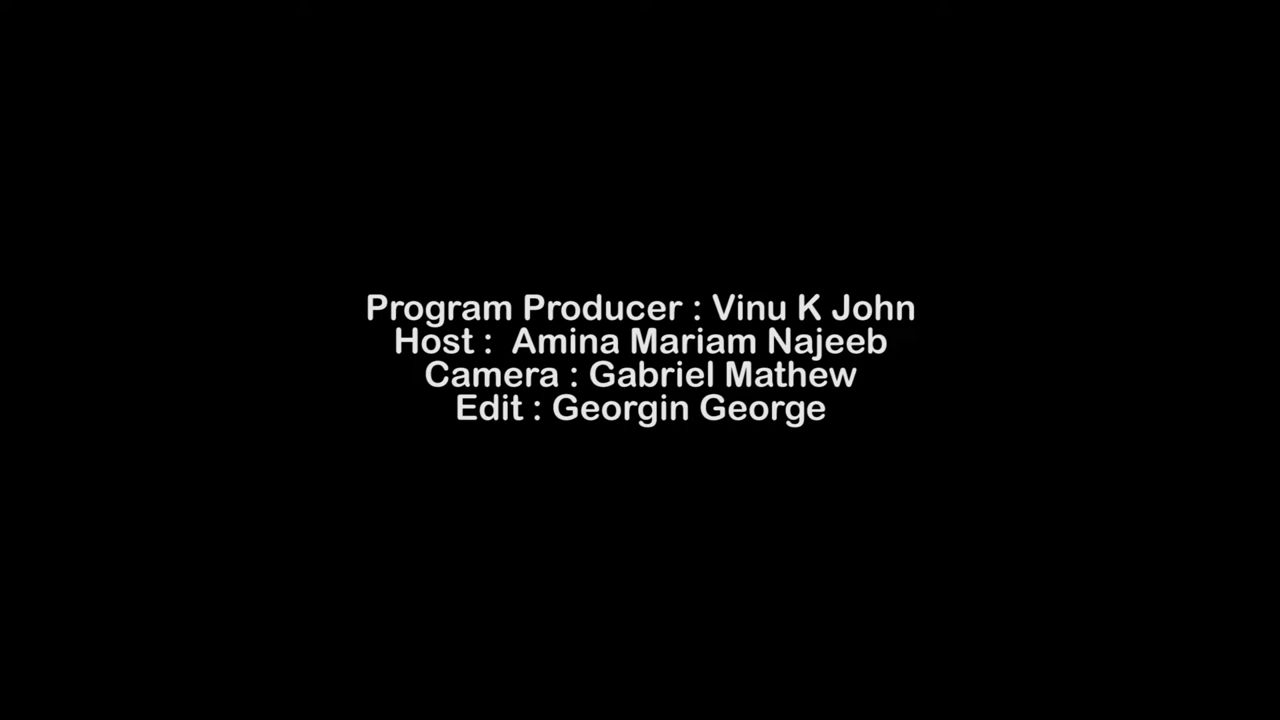 Program Producer : Vinu K John
Host :  Amina Mariam Najeeb
Camera : Gabriel Mathew
Edit : Georgin George